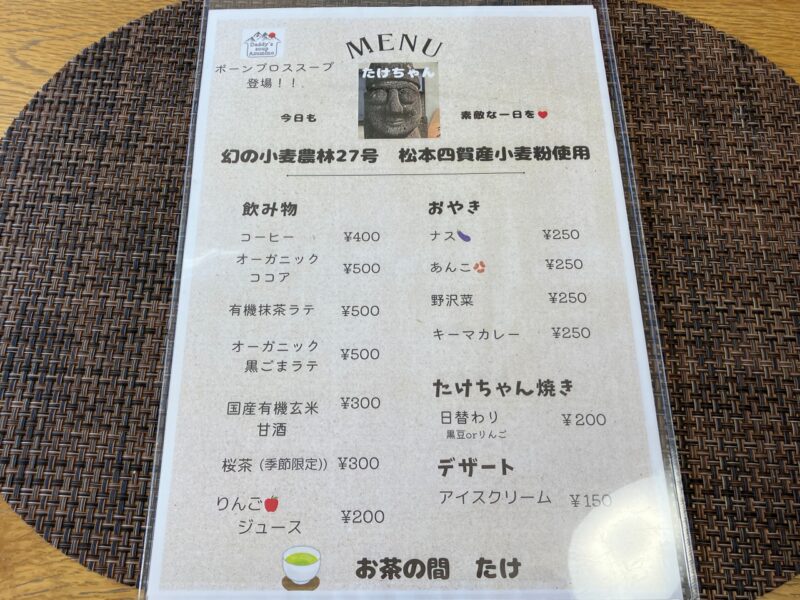 Daddy's
soup
Azumino
MENU
ボーンブロススープ
登場！！
たけちゃん
今日も
素敵な一日を
幻の小麦農林27号 松本四賀産小麦粉使用
飲み物
コーヒー ¥400
オーガニック
ココア ¥500
有機抹茶ラテ ¥500
オーガニック
黒ごまラテ ¥500
国産有機玄米
甘酒 ¥300
桜茶 (季節限定)) ¥300
りんご
ジュース ¥200
おやき
ナス ¥250
あんこ ¥250
野沢菜 ¥250
キーマカレー ¥250
たけちゃん焼き
日替わり ¥200
黒豆orりんご
デザート
アイスクリーム ¥150
お茶の間 たけ